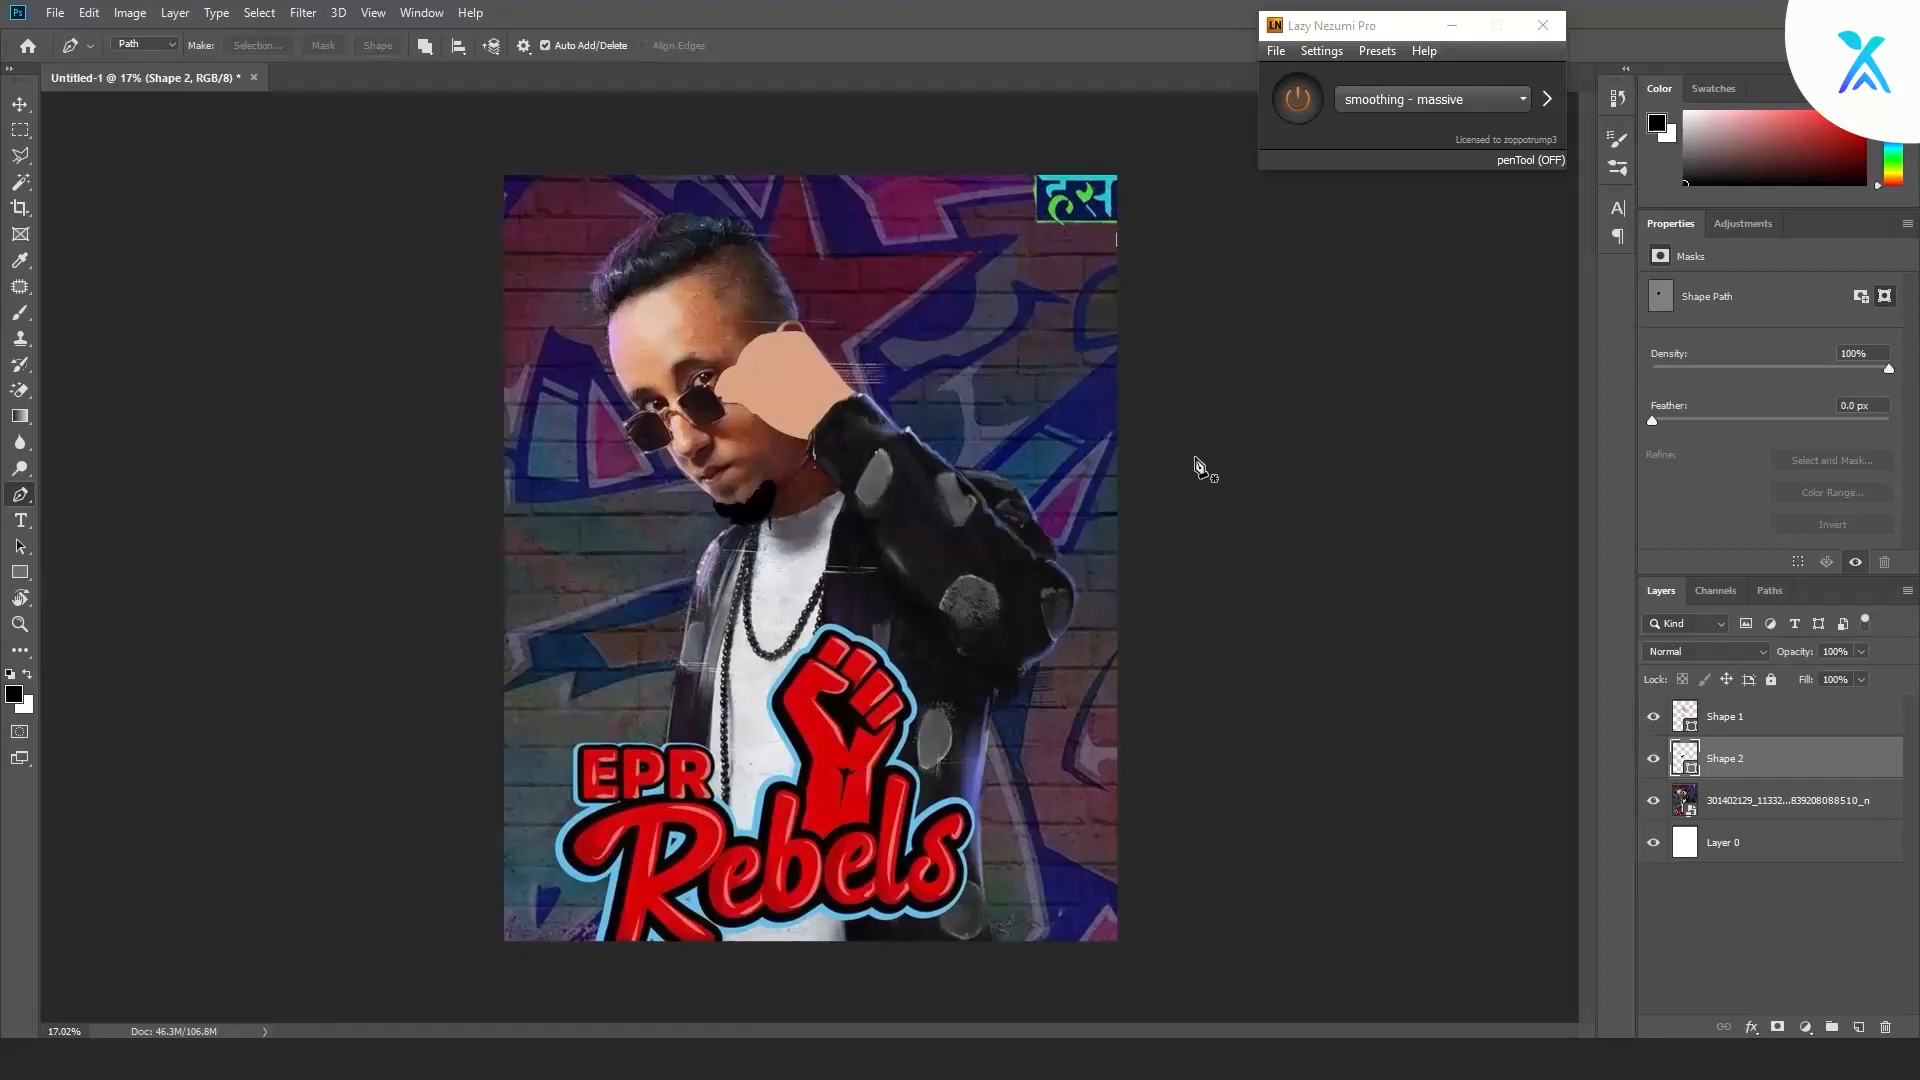 Ps File Edit Image Layer Type Select Filter 3D View Window Help
Path Make: Selection... Mask Shape Auto Add/Delete Align Edges
Untitled-1 @ 17% (Shape 2, RGB/8) *
LN Lazy Nezumi Pro
File Settings Presets Help
smoothing - massive
Licensed to zoppotrump3
penTool (OFF)
Color Swatches
Properties Adjustments
Masks
Shape Path
Density: 100%
Feather: 0.0 px
Refine: Select and Mask...
Color Range...
Invert
Layers Channels Paths
Kind
Normal Opacity: 100%
Lock: Fill: 100%
Shape 1
Shape 2
301402129_11332...839208088510_n
Layer 0
हस
EPR
Rebels
17.02% Doc: 46.3M/106.8M